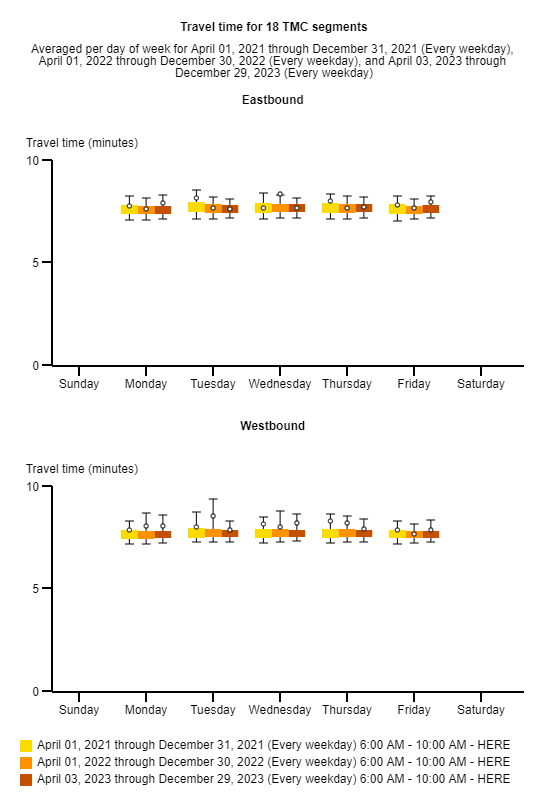 Travel time for 18 TMC segments
Averaged per day of week for April 01, 2021 through December 31, 2021 (Every weekday),
April 01, 2022 through December 30, 2022 (Every weekday), and April 03, 2023 through
December 29, 2023 (Every weekday)
Eastbound
Travel time (minutes)
10
5
0
Sunday Monday Tuesday Wednesday Thursday Friday Saturday
Westbound
Travel time (minutes)
10
5
0
Sunday Monday Tuesday Wednesday Thursday Friday Saturday
April 01, 2021 through December 31, 2021 (Every weekday) 6:00 AM - 10:00 AM - HERE
April 01, 2022 through December 30, 2022 (Every weekday) 6:00 AM - 10:00 AM - HERE
April 03, 2023 through December 29, 2023 (Every weekday) 6:00 AM - 10:00 AM - HERE